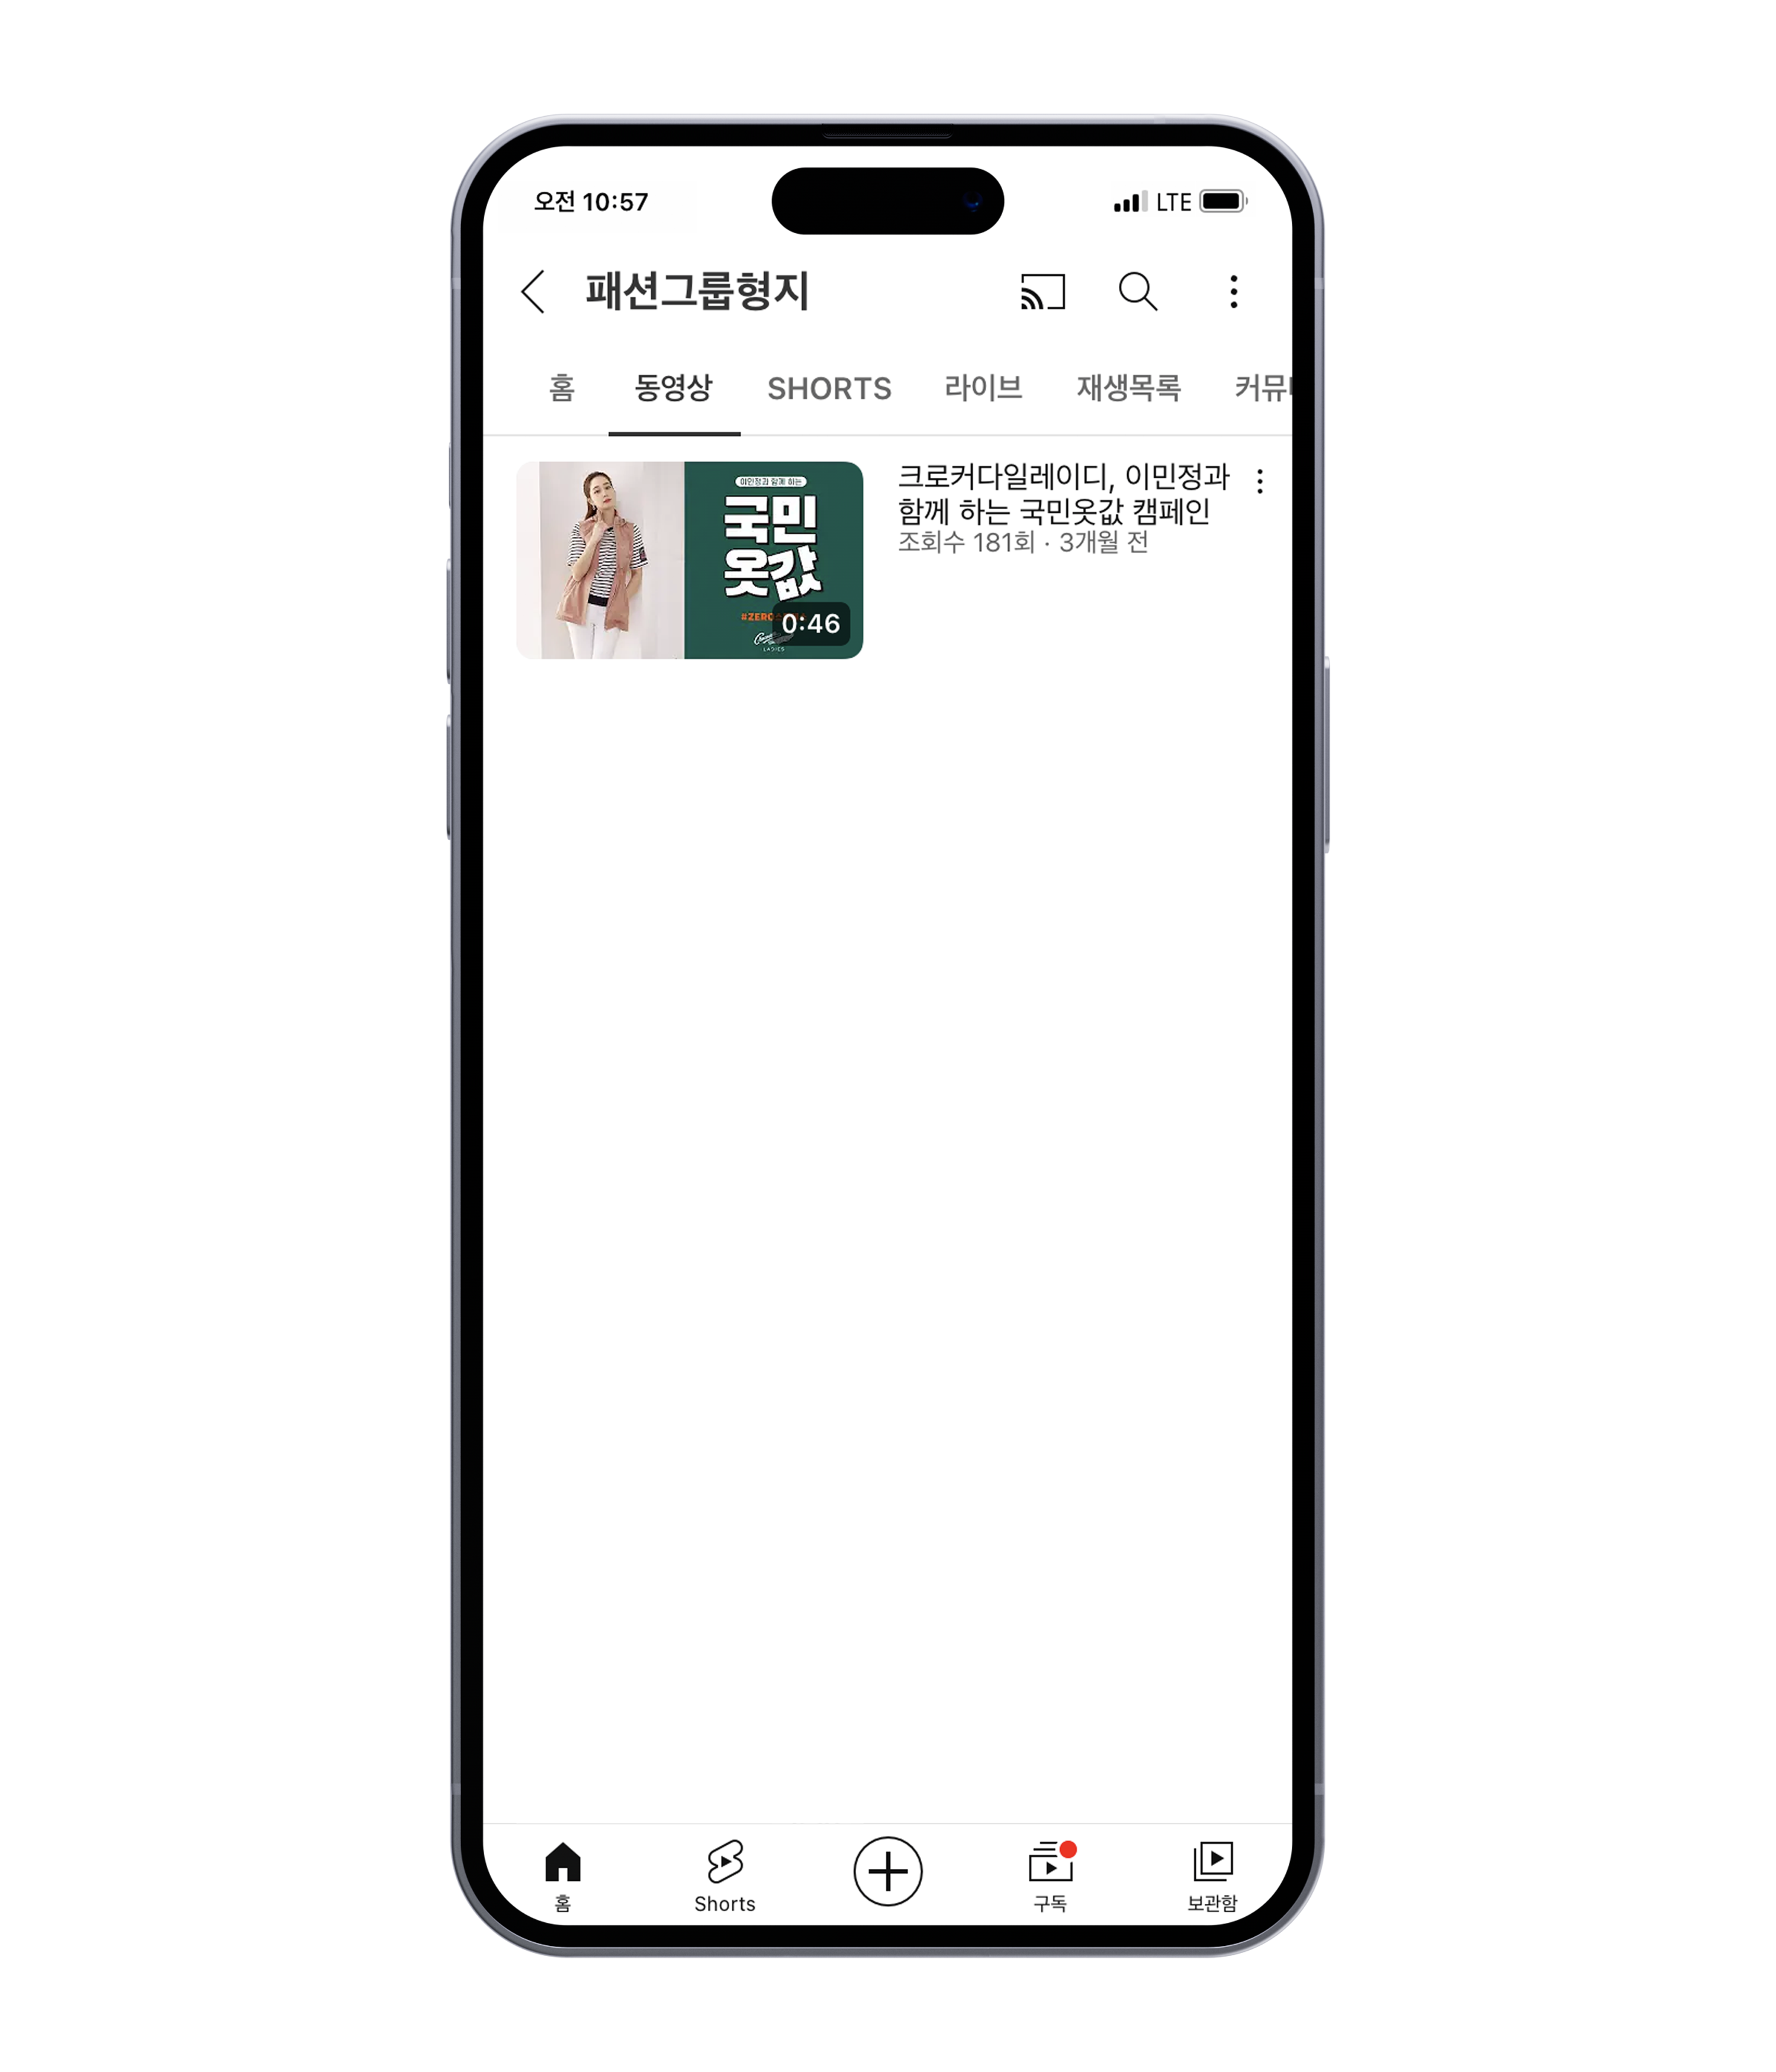 오전 10:57
LTE
패션그룹형지
홈 동영상 SHORTS 라이브 재생목록 커뮤
이민정과 함께 하는
국민
옷값
0:46
LADIES
크로커다일레이디, 이민정과
함께 하는 국민옷값 캠페인
조회수 181회 · 3개월 전
홈 Shorts 구독 보관함